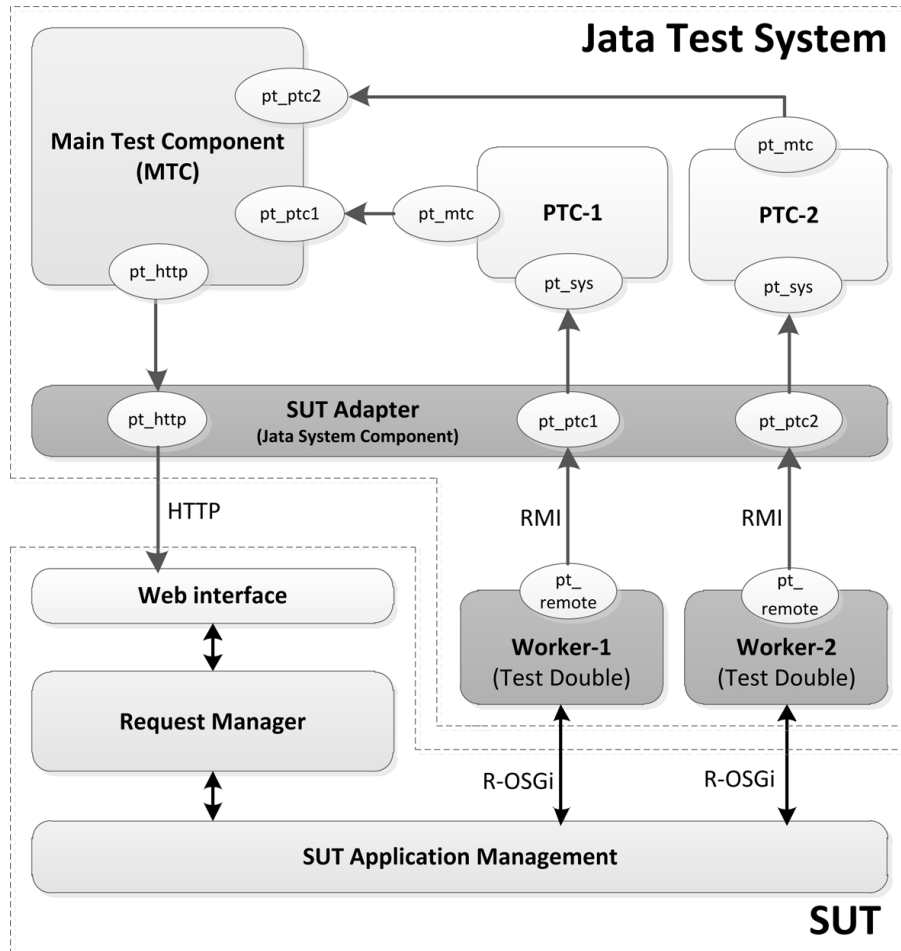 Jata Test System
pt_ptc2
Main Test Component
(MTC)
pt_mtc
pt_ptc1
pt_mtc
PTC-1
PTC-2
pt_http
pt_sys
pt_sys
pt_http
SUT Adapter
(Jata System Component)
pt_ptc1
pt_ptc2
HTTP
RMI
RMI
Web interface
pt_
remote
pt_
remote
Worker-1
(Test Double)
Worker-2
(Test Double)
Request Manager
R-OSGi
R-OSGi
SUT Application Management
SUT